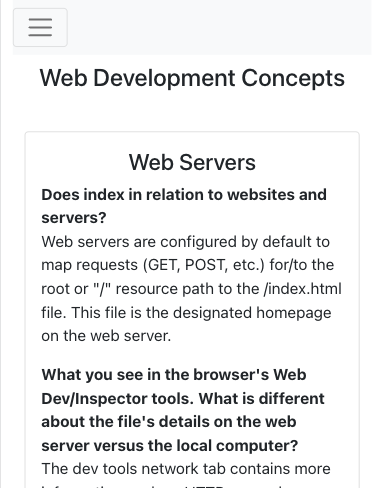 Web Development Concepts
Web Servers
Does index in relation to websites and
servers?
Web servers are configured by default to
map requests (GET, POST, etc.) for/to the
root or "/" resource path to the /index.html
file. This file is the designated homepage
on the web server.
What you see in the browser's Web
Dev/Inspector tools. What is different
about the file's details on the web
server versus the local computer?
The dev tools network tab contains more